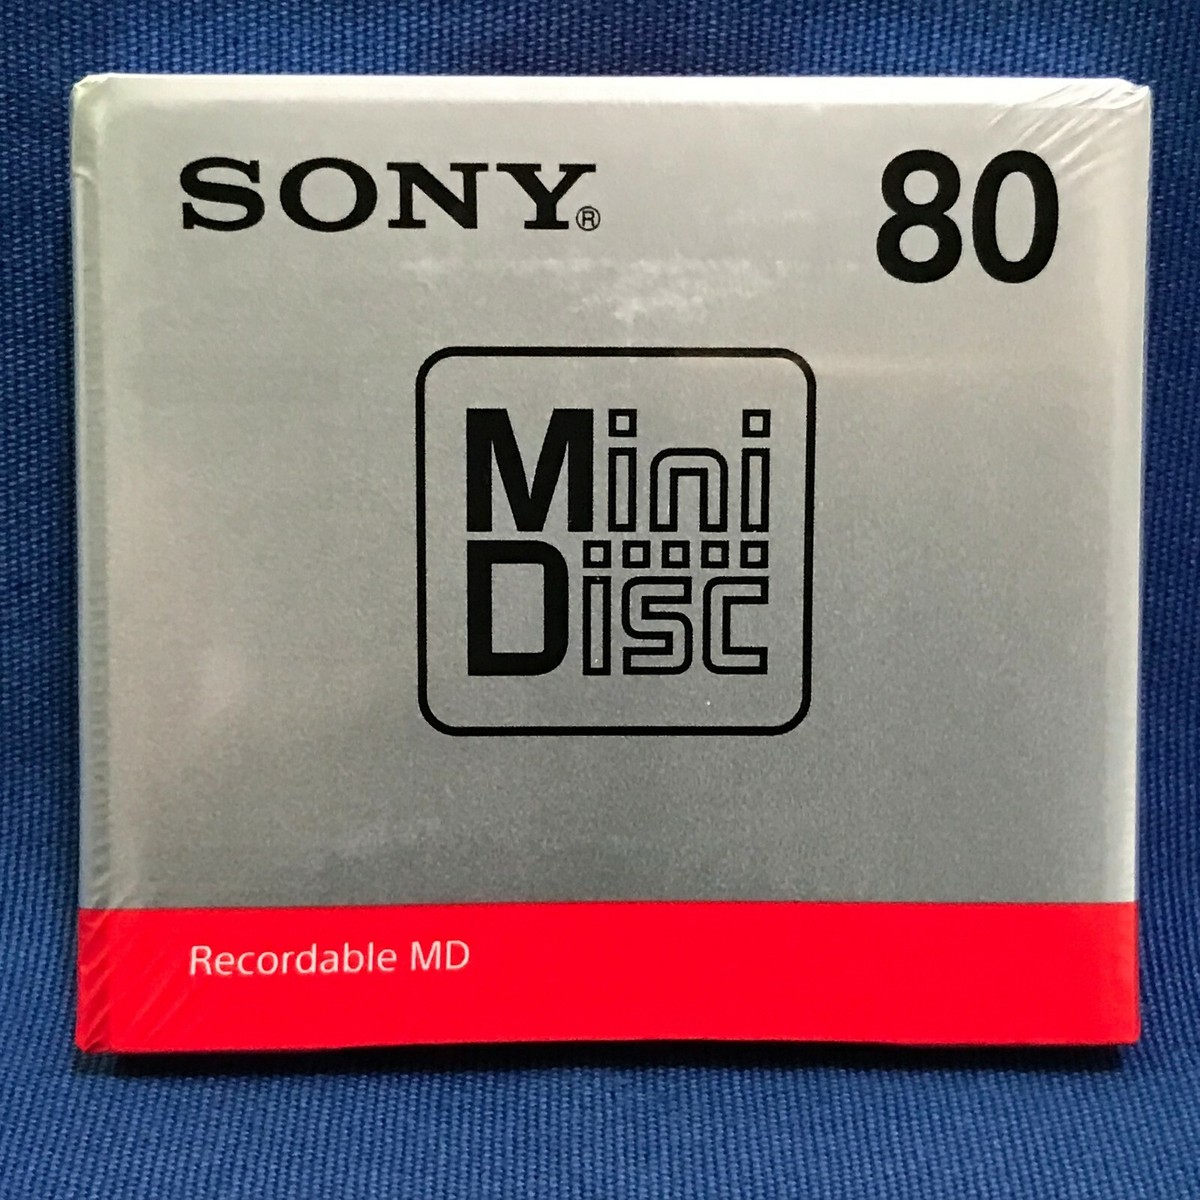 SONY®
80
Mini
Disc
Recordable MD